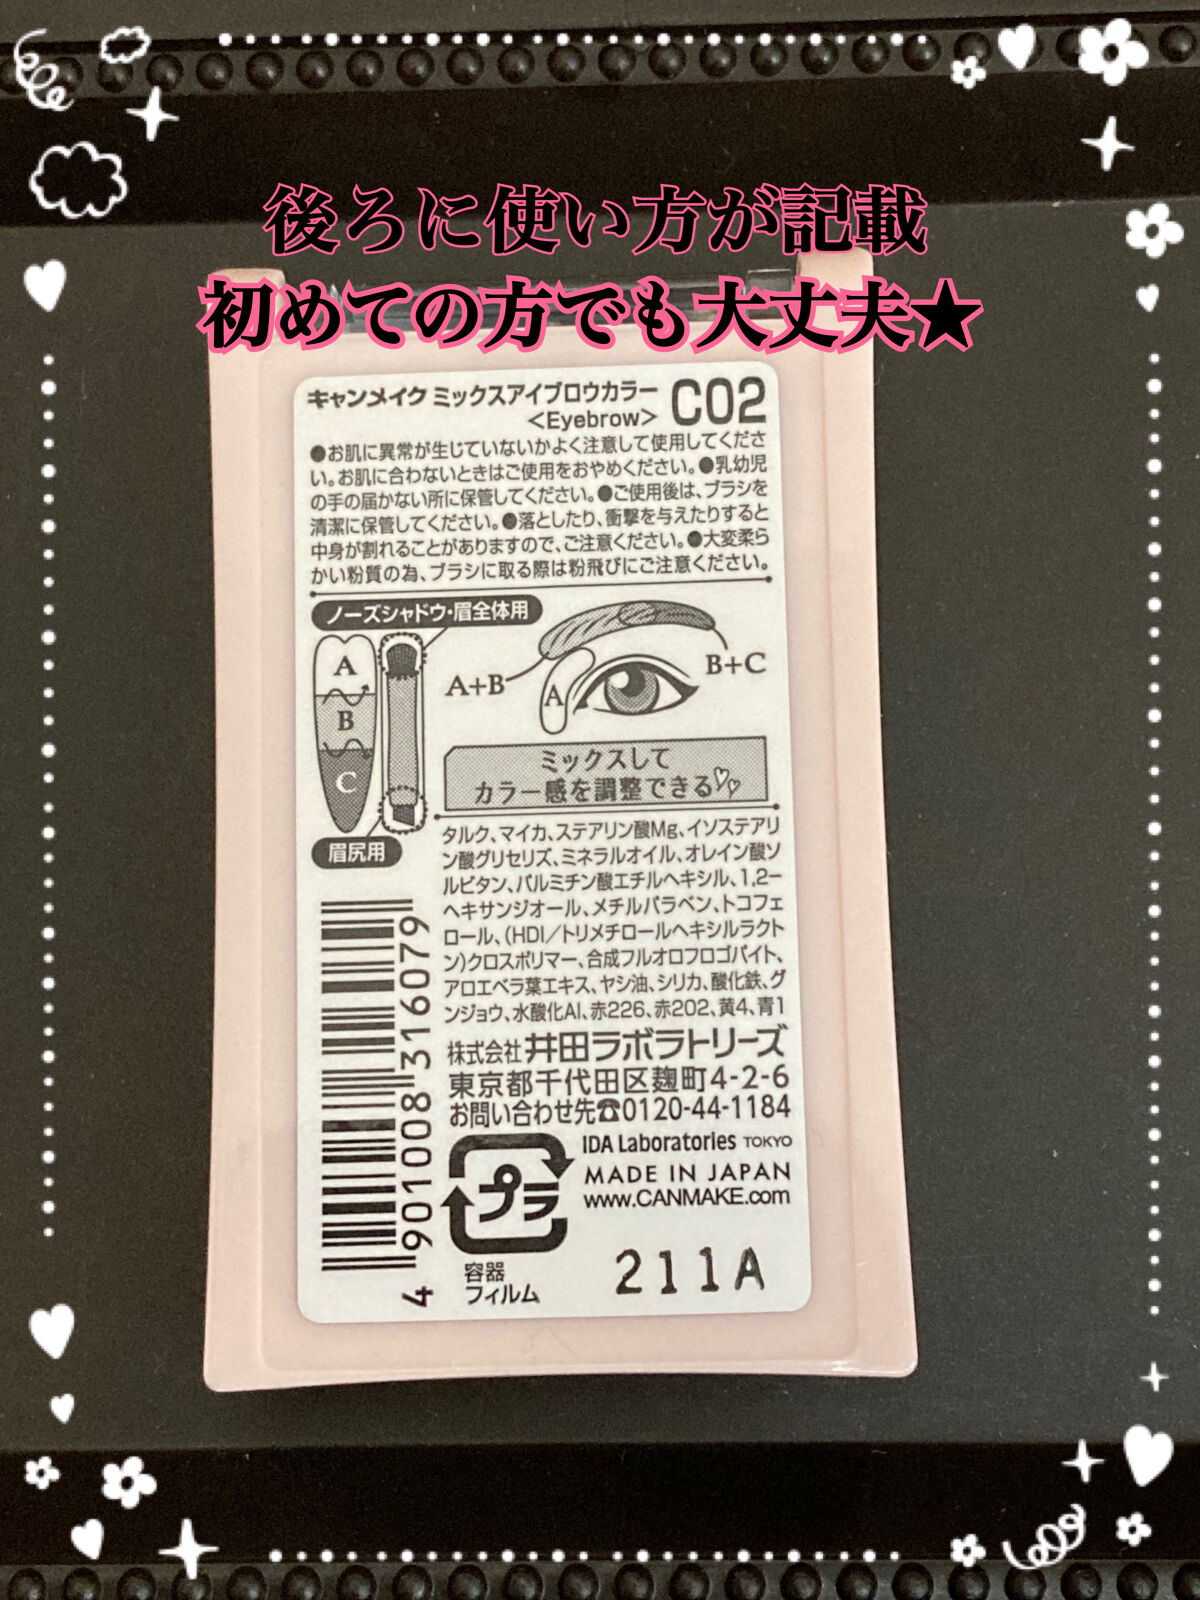 後ろに使い方が記載
初めての方でも大丈夫★
キャンメイク ミックスアイブロウカラー C02
<Eyebrow>
●お肌に異常が生じていないかよく注意して使用してくださ
い。お肌に合わないときはご使用をおやめください。●乳幼児
の手の届かない所に保管してください。●ご使用後は、ブラシを
清潔に保管してください。●落としたり、衝撃を与えたりすると
中身が割れることがありますので、ご注意ください。●大変柔ら
かい粉質の為、ブラシに取る際は粉飛びにご注意ください。
ノーズシャドウ・眉全体用
A
B
C
眉尻用
A+B
A
B+C
ミックスして
カラー感を調整できる♡♡
タルク、マイカ、ステアリン酸Mg、イソステアリ
ン酸グリセリズ、ミネラルオイル、オレイン酸ソ
ルビタン、パルミチン酸エチルヘキシル、1,2-
ヘキサンジオール、メチルパラベン、トコフェ
ロール、(HDI/トリメチロールヘキシルラクト
ン)クロスポリマー、合成フルオロフロゴパイト、
アロエベラ葉エキス、ヤシ油、シリカ、酸化鉄、グ
ンジョウ、水酸化Al、赤226、赤202、黄4、青1
株式会社 井田ラボラトリーズ
東京都千代田区麹町4-2-6
お問い合わせ先☎0120-44-1184
IDA Laboratories TOKYO
MADE IN JAPAN
www.CANMAKE.com
プラ
容器
フィルム
211A
4 901008 316079